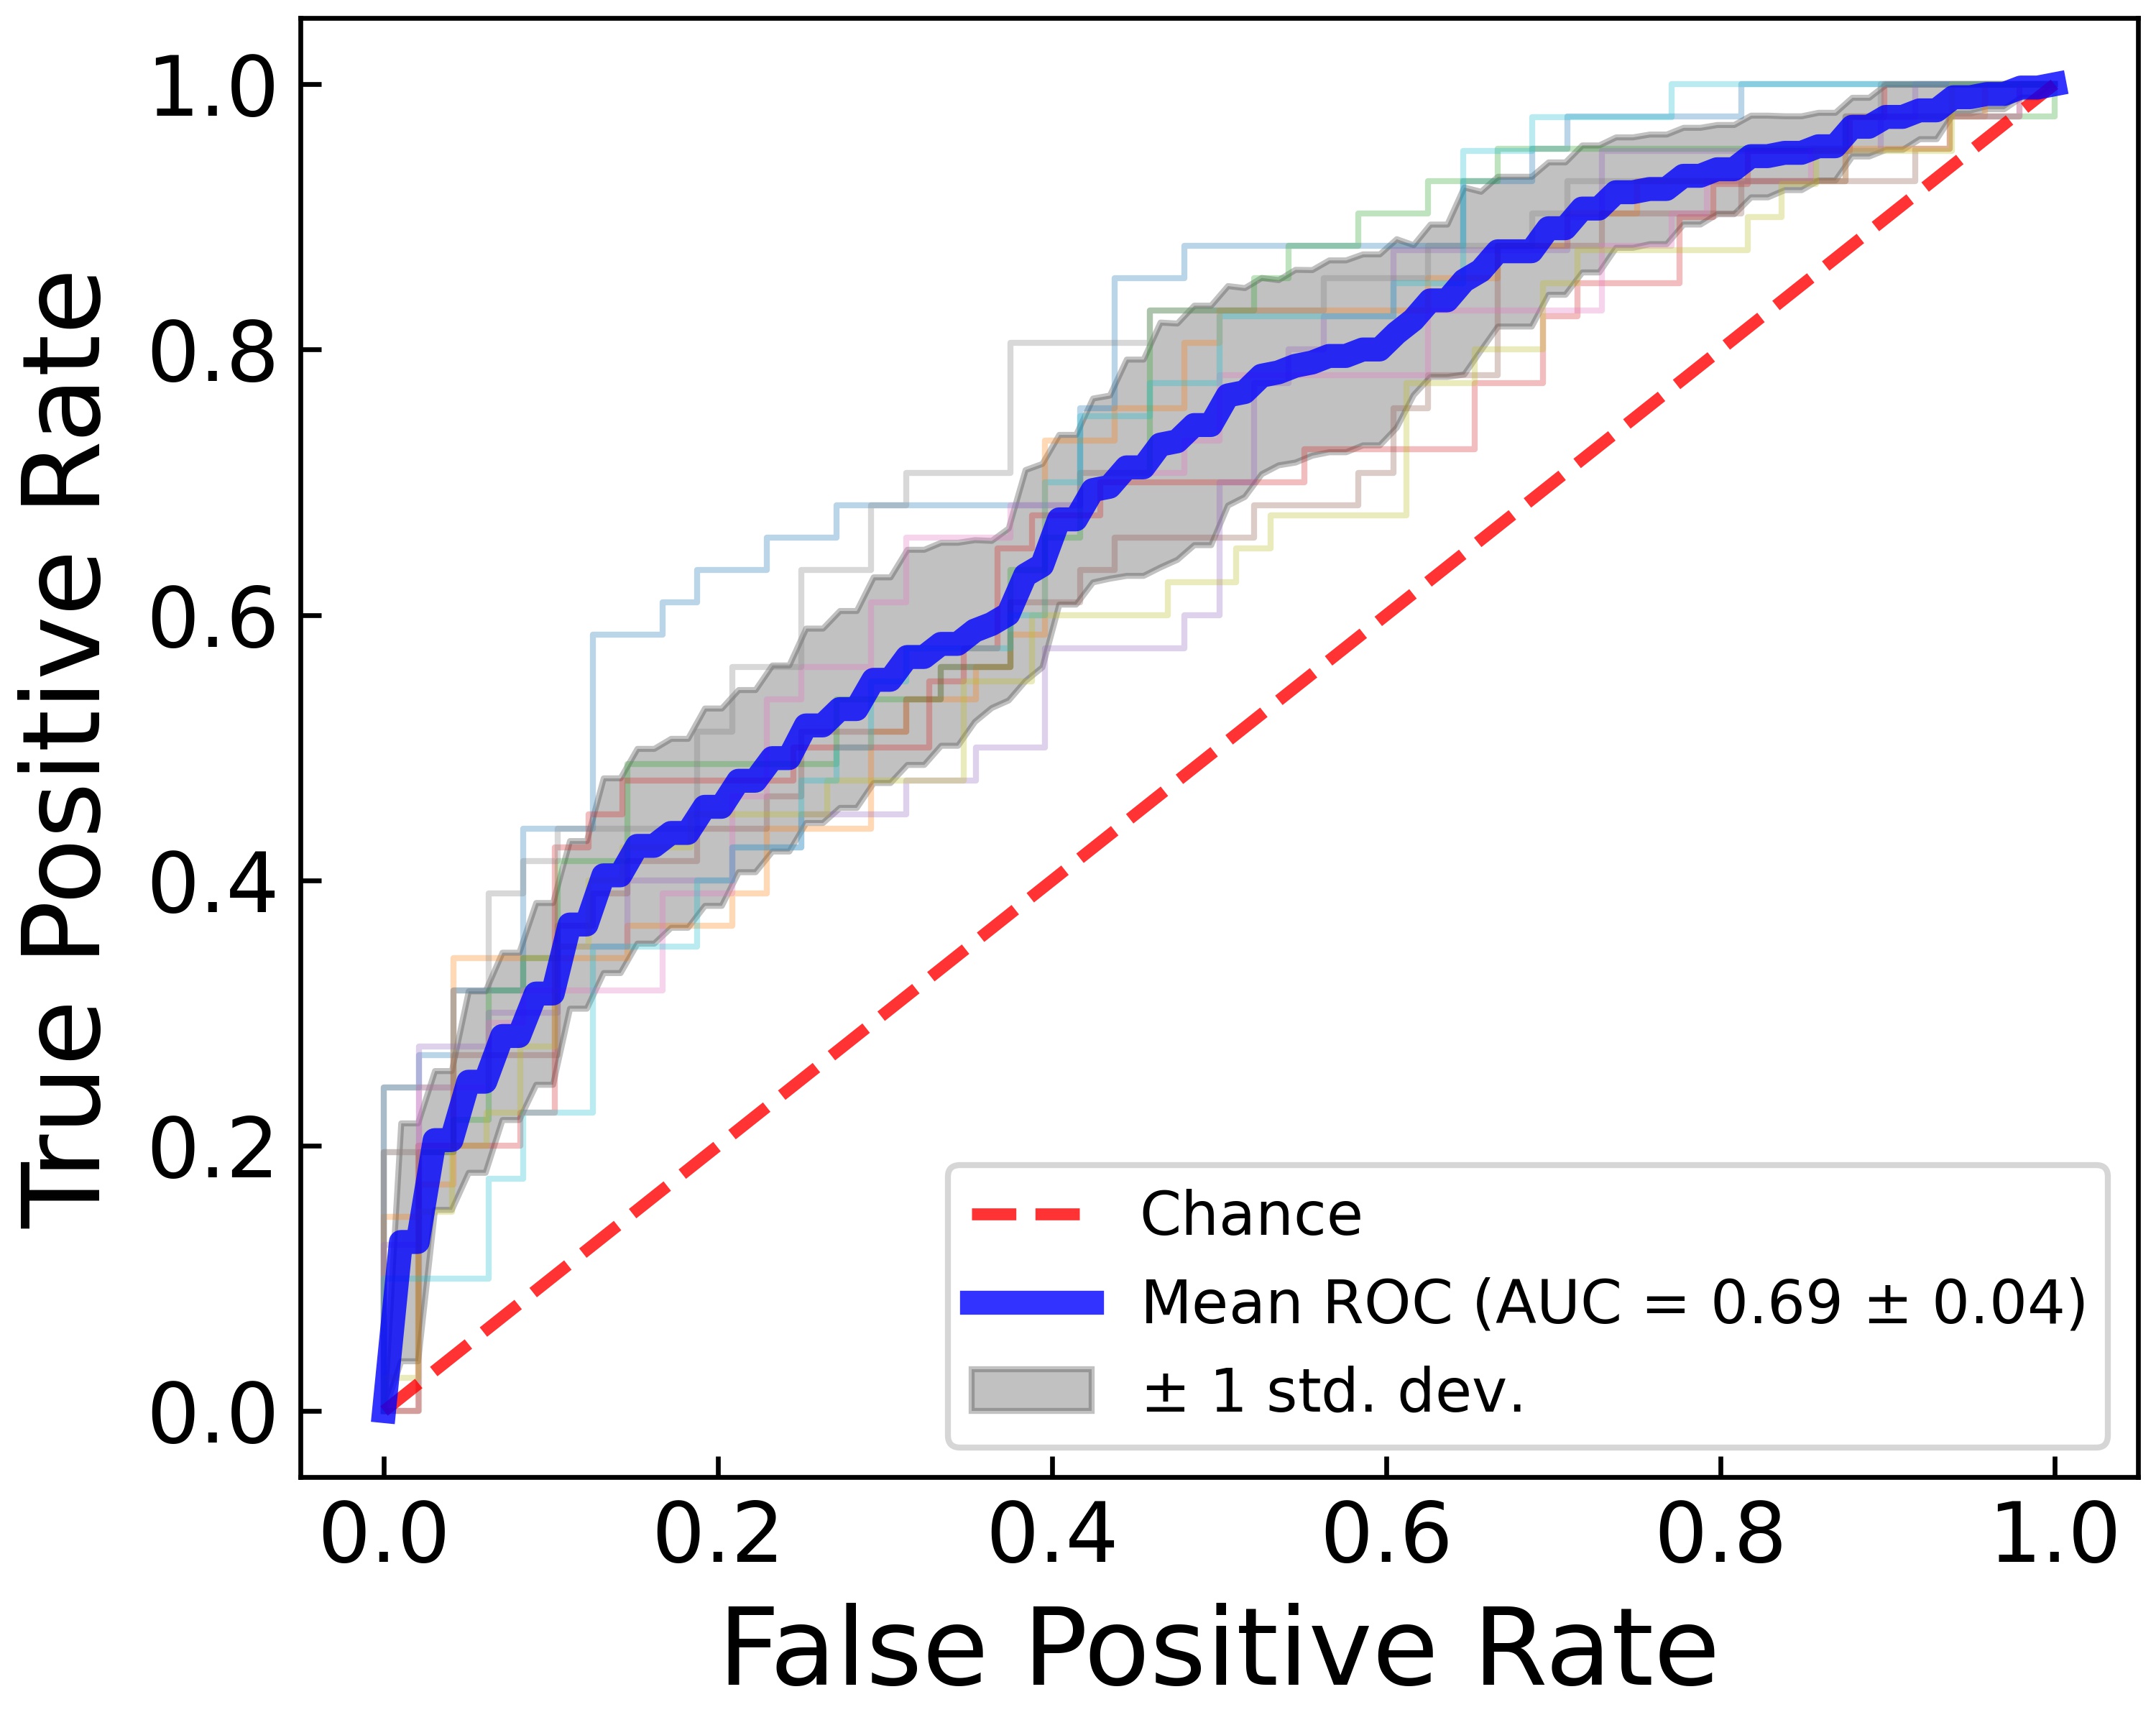 True Positive Rate
1.0
0.8
0.6
0.4
0.2
0.0
Chance
Mean ROC (AUC = 0.69 ± 0.04)
± 1 std. dev.
0.0 0.2 0.4 0.6 0.8 1.0
False Positive Rate